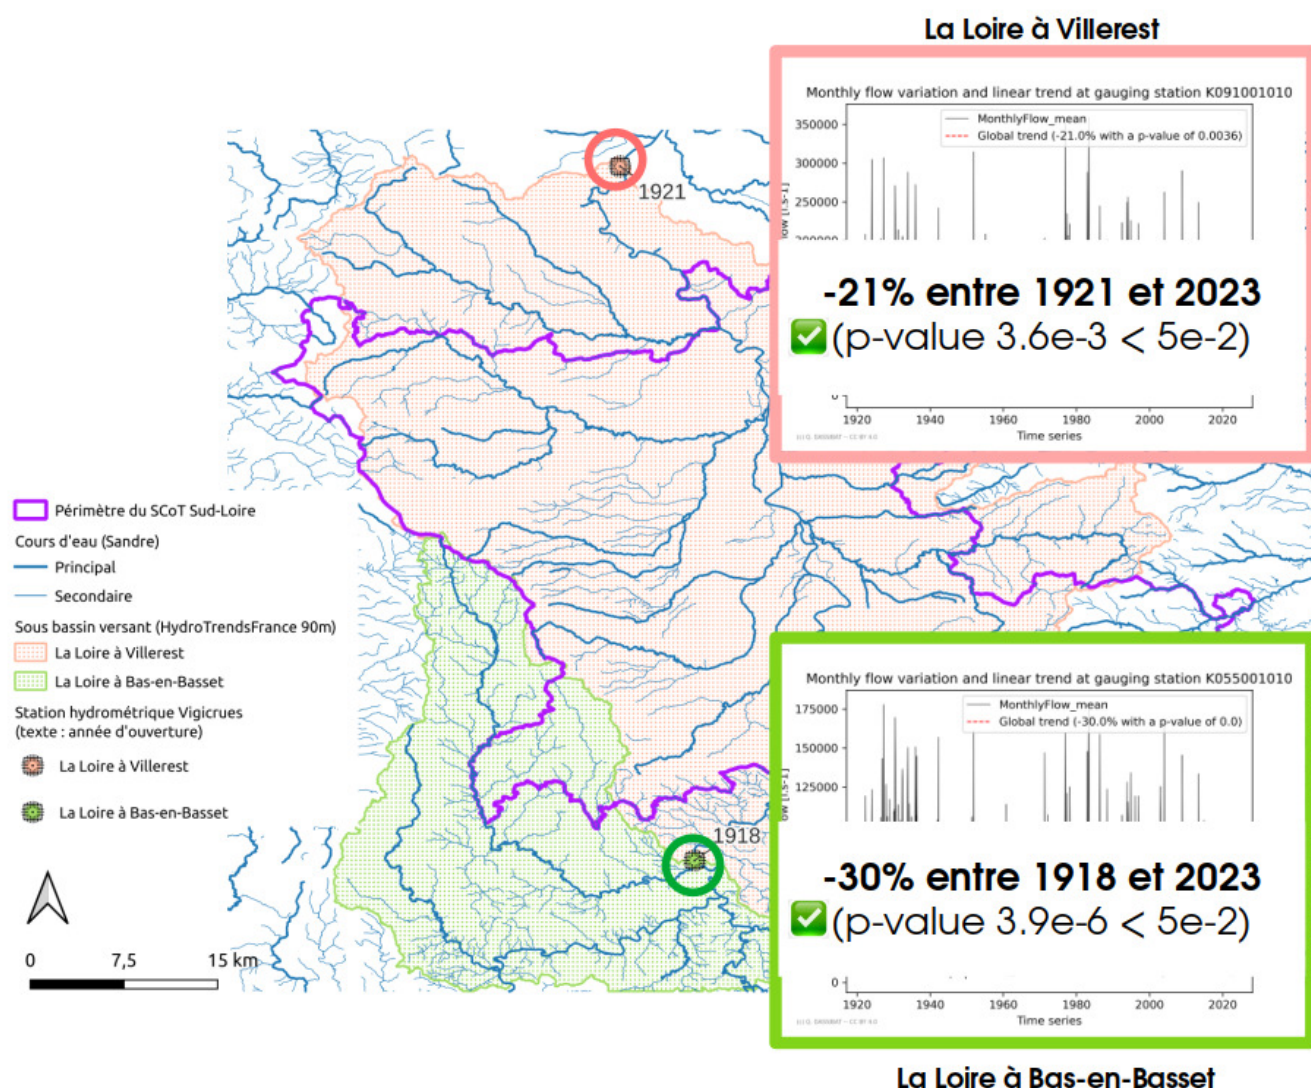 La Loire à Villerest
Monthly flow variation and linear trend at gauging station K091001010
MonthlyFlow_mean
Global trend (-21.0% with a p-value of 0.0036)
350000
300000
250000
200000
-21% entre 1921 et 2023
(p-value 3.6e-3 < 5e-2)
0
1920 1940 1960 1980 2000 2020
Time series
1921
Périmètre du SCoT Sud-Loire
Cours d'eau (Sandre)
Principal
Secondaire
Sous bassin versant (HydroTrendsFrance 90m)
La Loire à Villerest
La Loire à Bas-en-Basset
Station hydrométrique Vigicrues
(texte : année d'ouverture)
La Loire à Villerest
La Loire à Bas-en-Basset
0 7,5 15 km
1918
Monthly flow variation and linear trend at gauging station K055001010
MonthlyFlow_mean
Global trend (-30.0% with a p-value of 0.0)
175000
150000
125000
-30% entre 1918 et 2023
(p-value 3.9e-6 < 5e-2)
0
1920 1940 1960 1980 2000 2020
Time series
La Loire à Bas-en-Basset